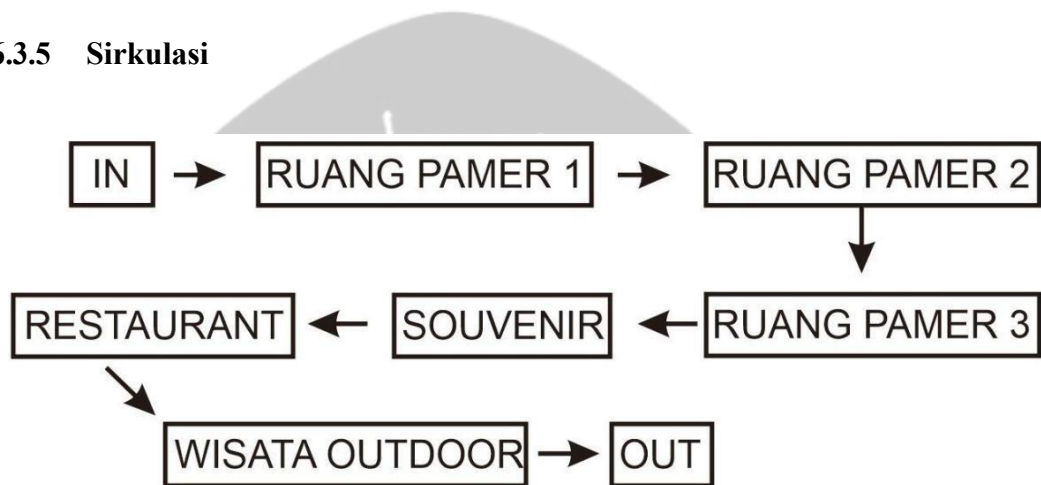 6.3.5 Sirkulasi
IN
RUANG PAMER 1
RUANG PAMER 2
RUANG PAMER 3
SOUVENIR
RESTAURANT
WISATA OUTDOOR
OUT